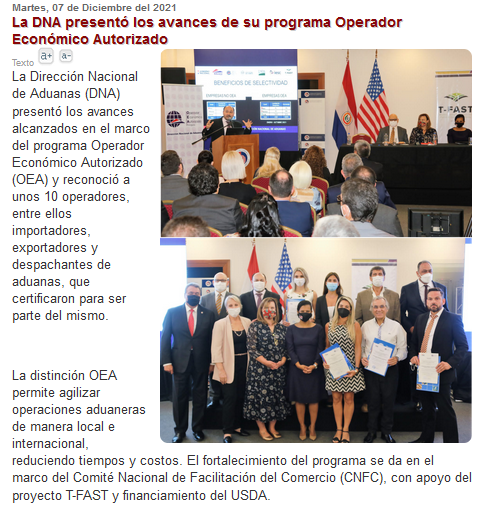 Martes, 07 de Diciembre del 2021
La DNA presentó los avances de su programa Operador
Económico Autorizado
Texto a+ a-
La Dirección Nacional
de Aduanas (DNA)
presentó los avances
alcanzados en el marco
del programa Operador
Económico Autorizado
(OEA) y reconoció a
unos 10 operadores,
entre ellos
importadores,
exportadores y
despachantes de
aduanas, que
certificaron para ser
parte del mismo.
BENEFICIOS DE SELECTIVIDAD
T-FAST
La distinción OEA
permite agilizar
operaciones aduaneras
de manera local e
internacional,
reduciendo tiempos y costos. El fortalecimiento del programa se da en el
marco del Comité Nacional de Facilitación del Comercio (CNFC), con apoyo del
proyecto T-FAST y financiamiento del USDA.